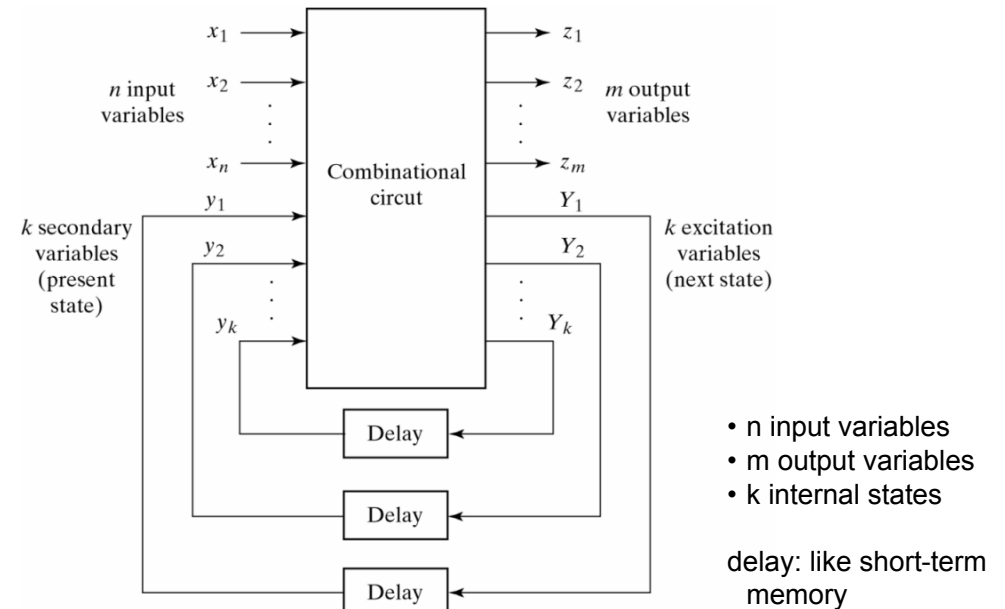 x1
z1
n input
variables
x2
z2
m output
variables
xn
zm
Combinational
circut
y1
Y1
k secondary
variables
(present
state)
k excitation
variables
(next state)
y2
Y2
yk
Yk
Delay
Delay
Delay
• n input variables
• m output variables
• k internal states
delay: like short-term
memory